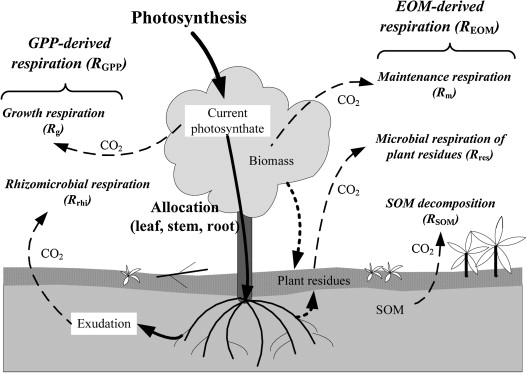 Photosynthesis
GPP-derived
respiration (RGPP)
EOM-derived
respiration (REOM)
Growth respiration
(Rg)
CO2
Current
photosynthate
Biomass
Maintenance respiration
(Rm)
CO2
Microbial respiration of
plant residues (Rres)
CO2
Rhizomicrobial respiration
(Rrhi)
CO2
Allocation
(leaf, stem, root)
SOM decomposition
(RSOM)
CO2
Plant residues
SOM
Exudation